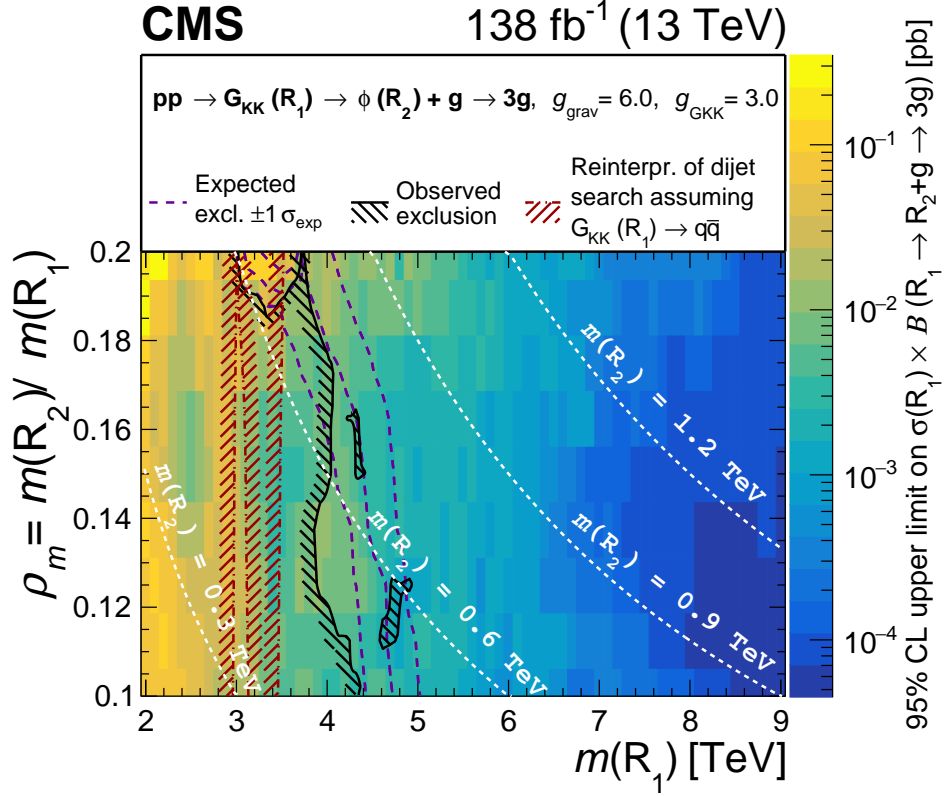 CMS 138 fb⁻¹ (13 TeV)
pp → G_KK (R₁) → ϕ (R₂) + g → 3g, g_grav = 6.0, g_GKK = 3.0
Expected excl. ±1 σ_exp
Observed exclusion
Reinterpr. of dijet search assuming G_KK (R₁) → qq̅
ρ_m = m(R₂)/ m(R₁)
0.2
0.18
0.16
0.14
0.12
0.1
m(R₂) = 0.3 TeV
m(R₂) = 0.6 TeV
m(R₂) = 0.9 TeV
m(R₂) = 1.2 TeV
2 3 4 5 6 7 8 9
m(R₁) [TeV]
10⁻¹
10⁻²
10⁻³
10⁻⁴
95% CL upper limit on σ(R₁) × B (R₁ → R₂+g → 3g) [pb]